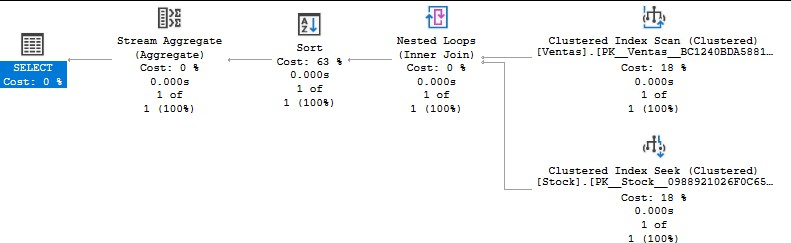 SELECT
Cost: 0 %
Stream Aggregate
(Aggregate)
Cost: 0 %
0.000s
1 of
1 (100%)
Sort
Cost: 63 %
0.000s
1 of
1 (100%)
Nested Loops
(Inner Join)
Cost: 0 %
0.000s
1 of
1 (100%)
Clustered Index Scan (Clustered)
[Ventas].[PK__Ventas__BC1240BDA5881…
Cost: 18 %
0.000s
1 of
1 (100%)
Clustered Index Seek (Clustered)
[Stock].[PK__Stock__0988921026F0C65…
Cost: 18 %
0.000s
1 of
1 (100%)